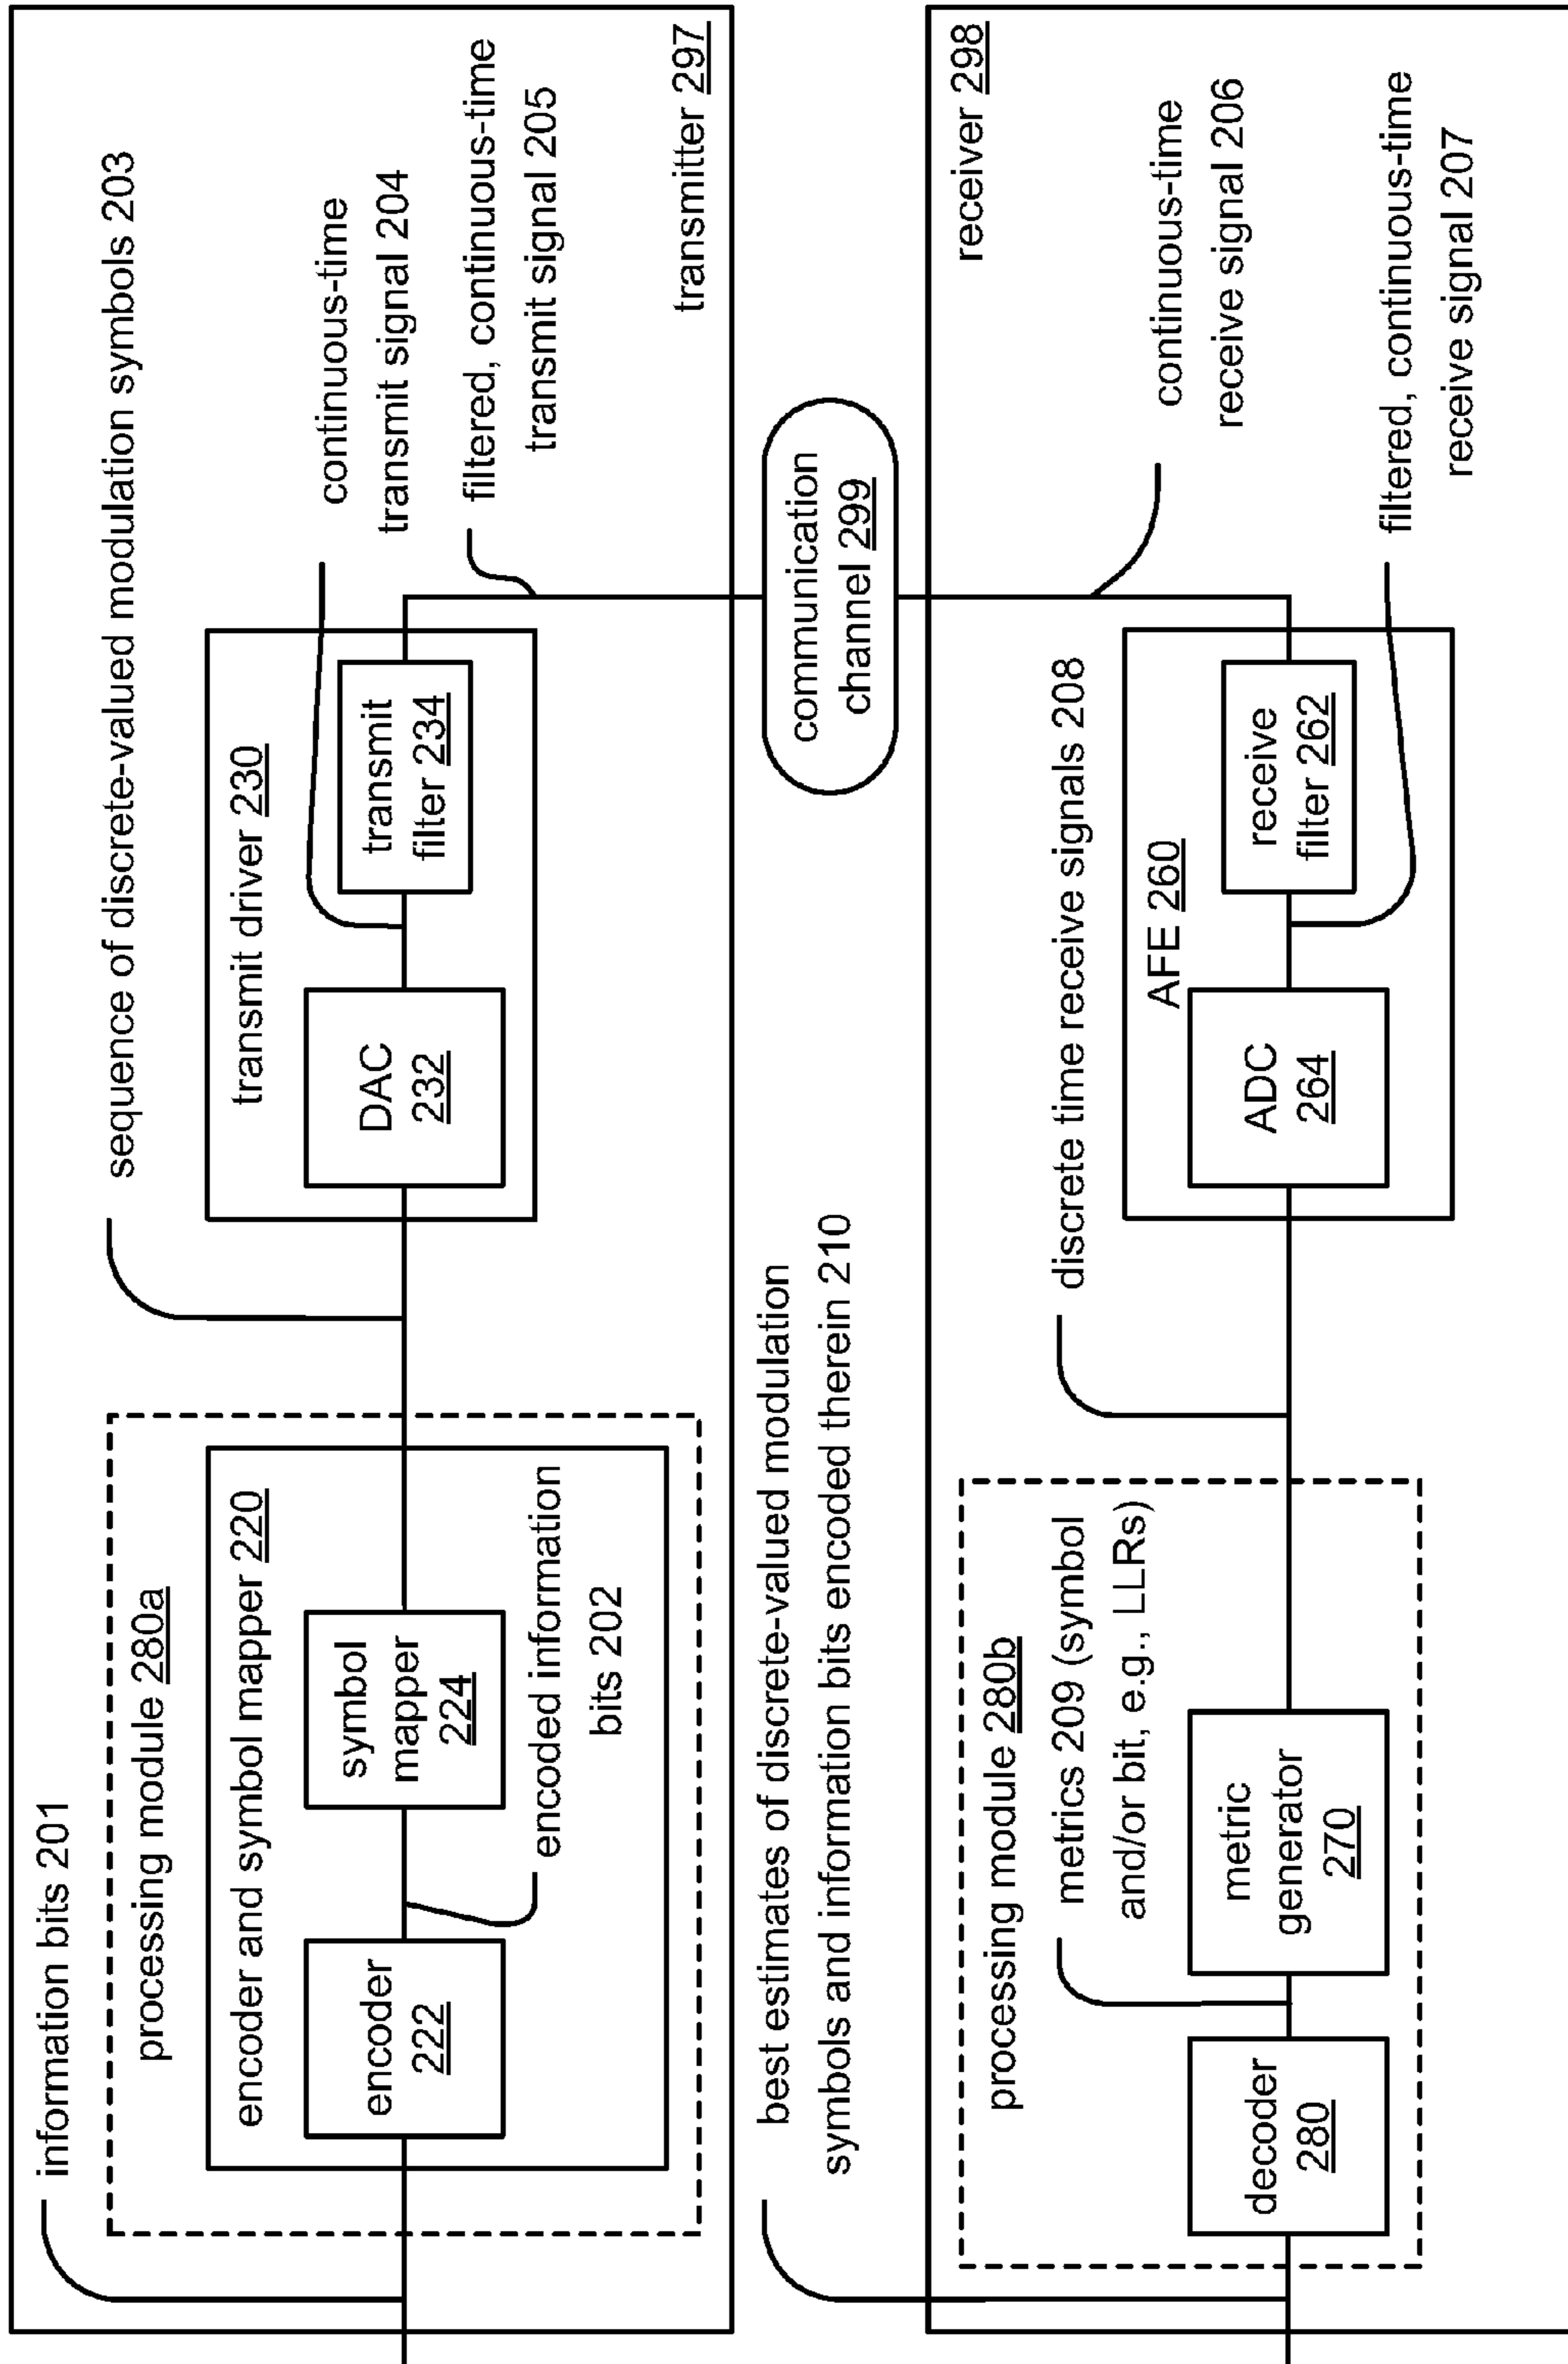 information bits 201
processing module 280a
encoder and symbol mapper 220
encoder
222
symbol
mapper
224
encoded information
bits 202
sequence of discrete-valued modulation symbols 203
transmit driver 230
DAC
232
transmit
filter 234
continuous-time
transmit signal 204
filtered, continuous-time
transmit signal 205
transmitter 297
communication
channel 299
best estimates of discrete-valued modulation
symbols and information bits encoded therein 210
processing module 280b
metrics 209 (symbol
and/or bit, e.g., LLRs)
decoder
280
metric
generator
270
discrete time receive signals 208
AFE 260
ADC
264
receive
filter 262
receiver 298
continuous-time
receive signal 206
filtered, continuous-time
receive signal 207